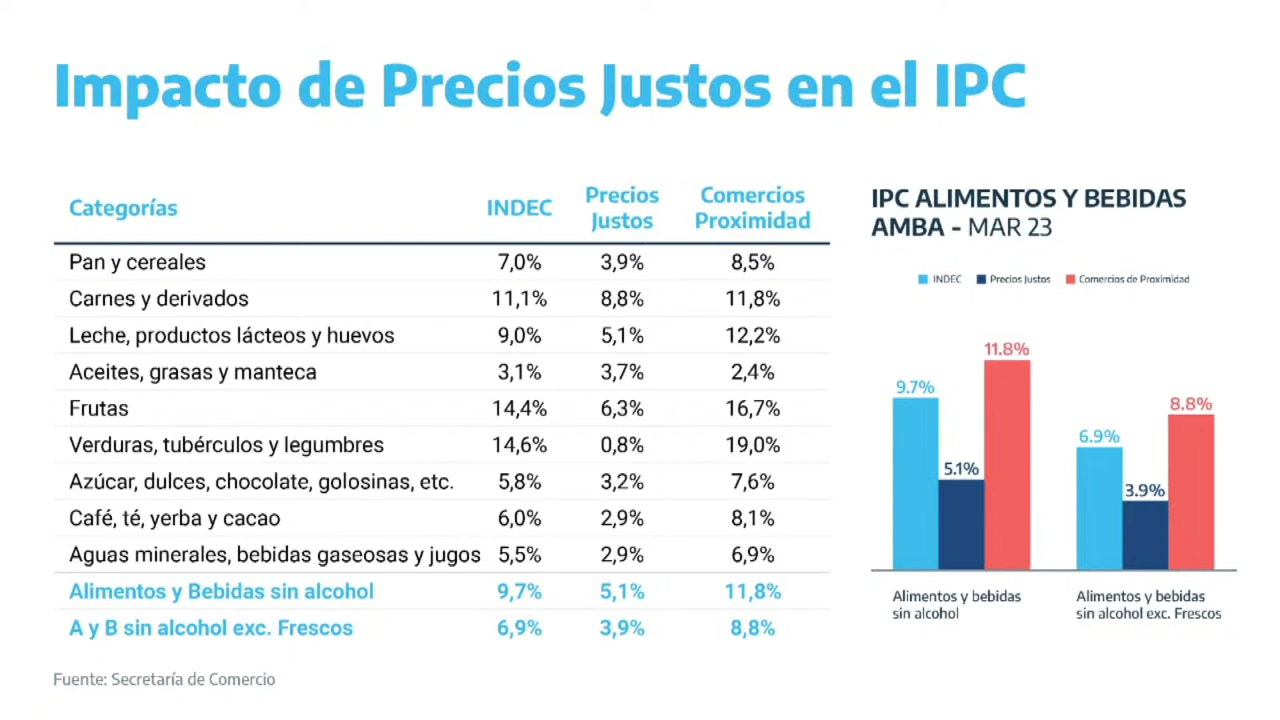 Impacto de Precios Justos en el IPC
Categorías INDEC Precios Justos Comercios Proximidad
Pan y cereales 7,0% 3,9% 8,5%
Carnes y derivados 11,1% 8,8% 11,8%
Leche, productos lácteos y huevos 9,0% 5,1% 12,2%
Aceites, grasas y manteca 3,1% 3,7% 2,4%
Frutas 14,4% 6,3% 16,7%
Verduras, tubérculos y legumbres 14,6% 0,8% 19,0%
Azúcar, dulces, chocolate, golosinas, etc. 5,8% 3,2% 7,6%
Café, té, yerba y cacao 6,0% 2,9% 8,1%
Aguas minerales, bebidas gaseosas y jugos 5,5% 2,9% 6,9%
Alimentos y Bebidas sin alcohol 9,7% 5,1% 11,8%
A y B sin alcohol exc. Frescos 6,9% 3,9% 8,8%
Fuente: Secretaría de Comercio
IPC ALIMENTOS Y BEBIDAS
AMBA - MAR 23
INDEC Precios Justos Comercios de Proximidad
9.7% 5.1% 11.8%
6.9% 3.9% 8.8%
Alimentos y bebidas
sin alcohol
Alimentos y bebidas
sin alcohol exc. Frescos